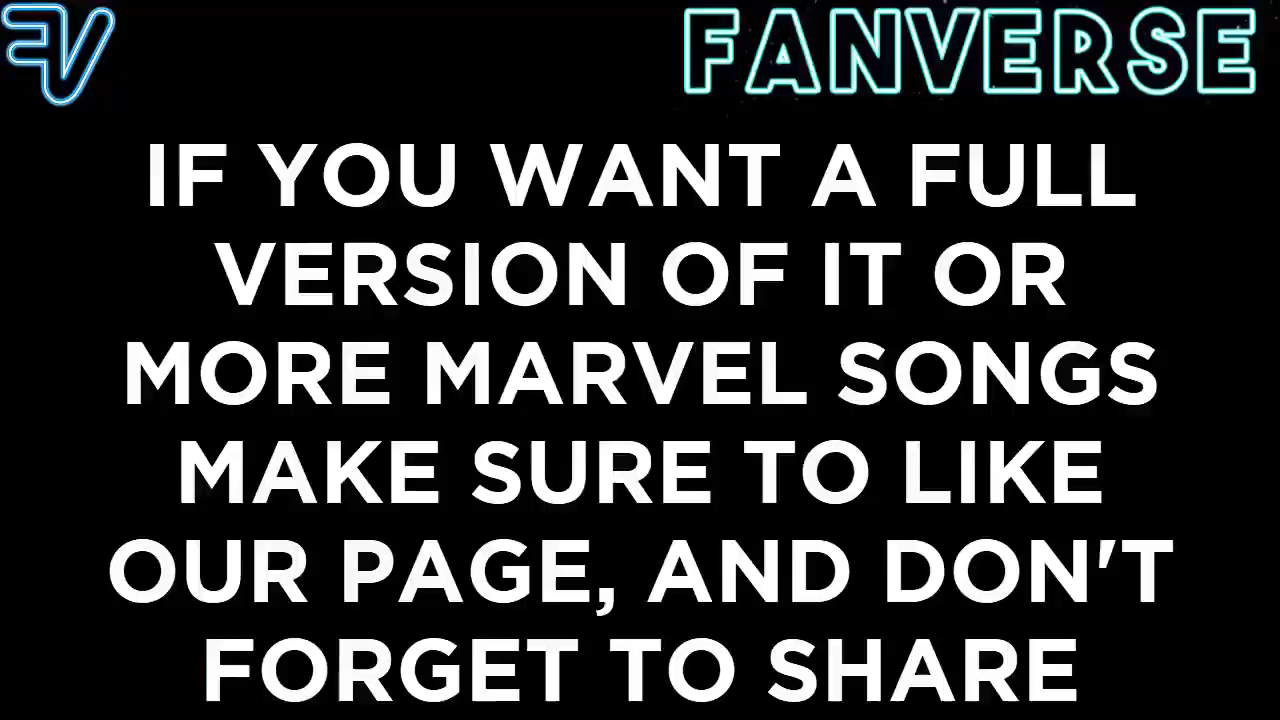 FV
FANVERSE
IF YOU WANT A FULL
VERSION OF IT OR
MORE MARVEL SONGS
MAKE SURE TO LIKE
OUR PAGE, AND DON'T
FORGET TO SHARE